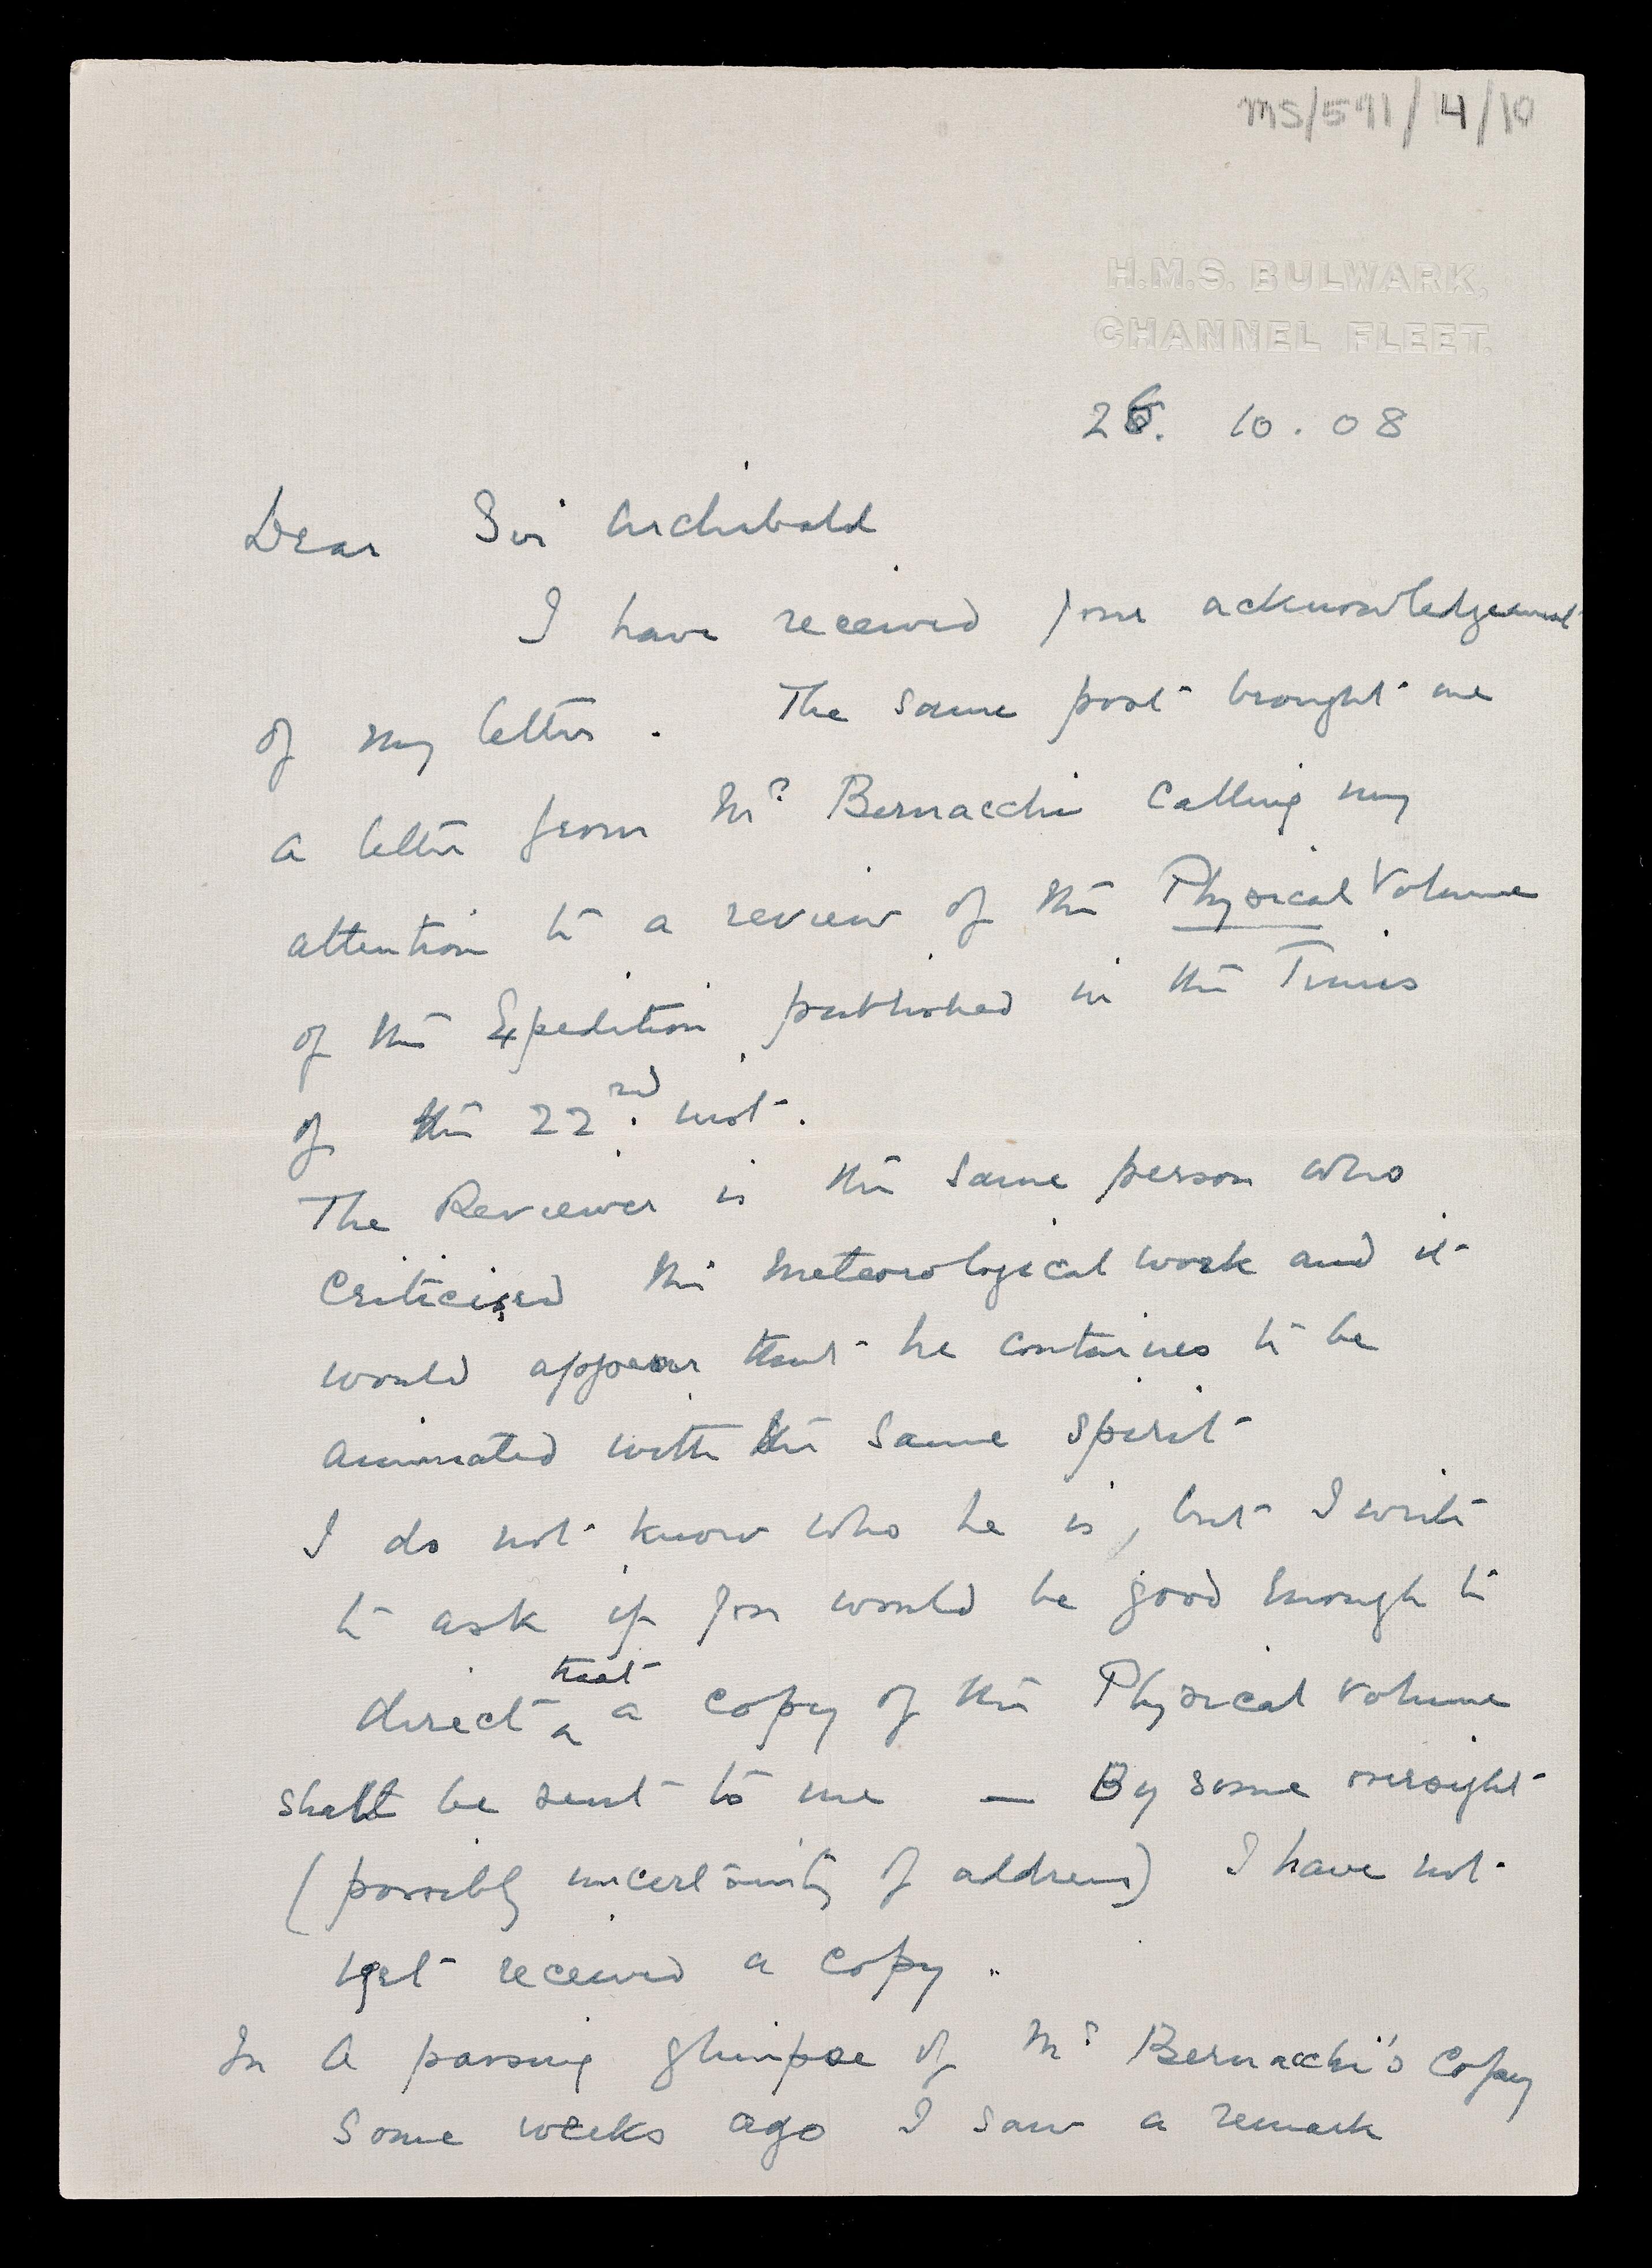 MS/591/14/10
H.M.S. BULWARK,
CHANNEL FLEET.
26. 10. 08
Dear Sir Archibald
I have received your acknowledgement
of my letter. The same post brought me
a letter from Mr Bernacchi calling my
attention to a review of the Physical Volume
of the Expedition published in the Times
of the 22nd. inst.
The Reviewer is the same person who
criticised the Meteorological work and it
would appear that he continues to be
animated with the same spirit
I do not know who he is, but I write
to ask if you would be good enough to
direct that a copy of the Physical Volume
shall be sent to me — By some oversight
(possibly uncertainty of address) I have not
yet received a copy.
In a passing glimpse of Mr Bernacchi's copy
some weeks ago I saw a remark